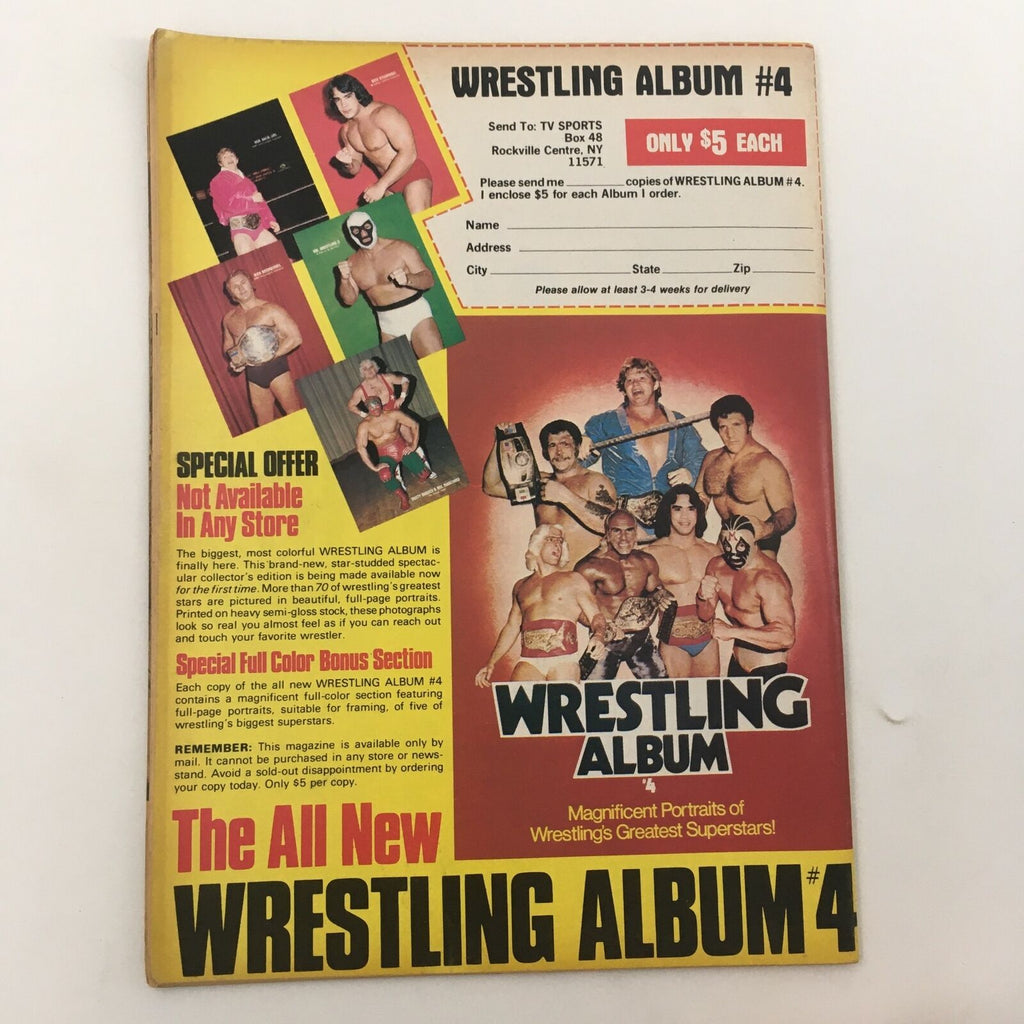 WRESTLING ALBUM #4
Send To: TV SPORTS
Box 48
Rockville Centre, NY
11571
ONLY $5 EACH
Please send me ________ copies of WRESTLING ALBUM #4.
I enclose $5 for each Album I order.
Name
Address
City State Zip
Please allow at least 3-4 weeks for delivery
SPECIAL OFFER
Not Available
In Any Store
The biggest, most colorful WRESTLING ALBUM is
finally here. This brand-new, star-studded spectac-
ular collector's edition is being made available now
for the first time. More than 70 of wrestling's greatest
stars are pictured in beautiful, full-page portraits.
Printed on heavy semi-gloss stock, these photographs
look so real you almost feel as if you can reach out
and touch your favorite wrestler.
Special Full Color Bonus Section
Each copy of the all new WRESTLING ALBUM #4
contains a magnificent full-color section featuring
full-page portraits, suitable for framing, of five of
wrestling's biggest superstars.
REMEMBER: This magazine is available only by
mail. It cannot be purchased in any store or news-
stand. Avoid a sold-out disappointment by ordering
your copy today. Only $5 per copy.
WRESTLING
ALBUM
'4
Magnificent Portraits of
Wrestling's Greatest Superstars!
The All New
WRESTLING ALBUM #4